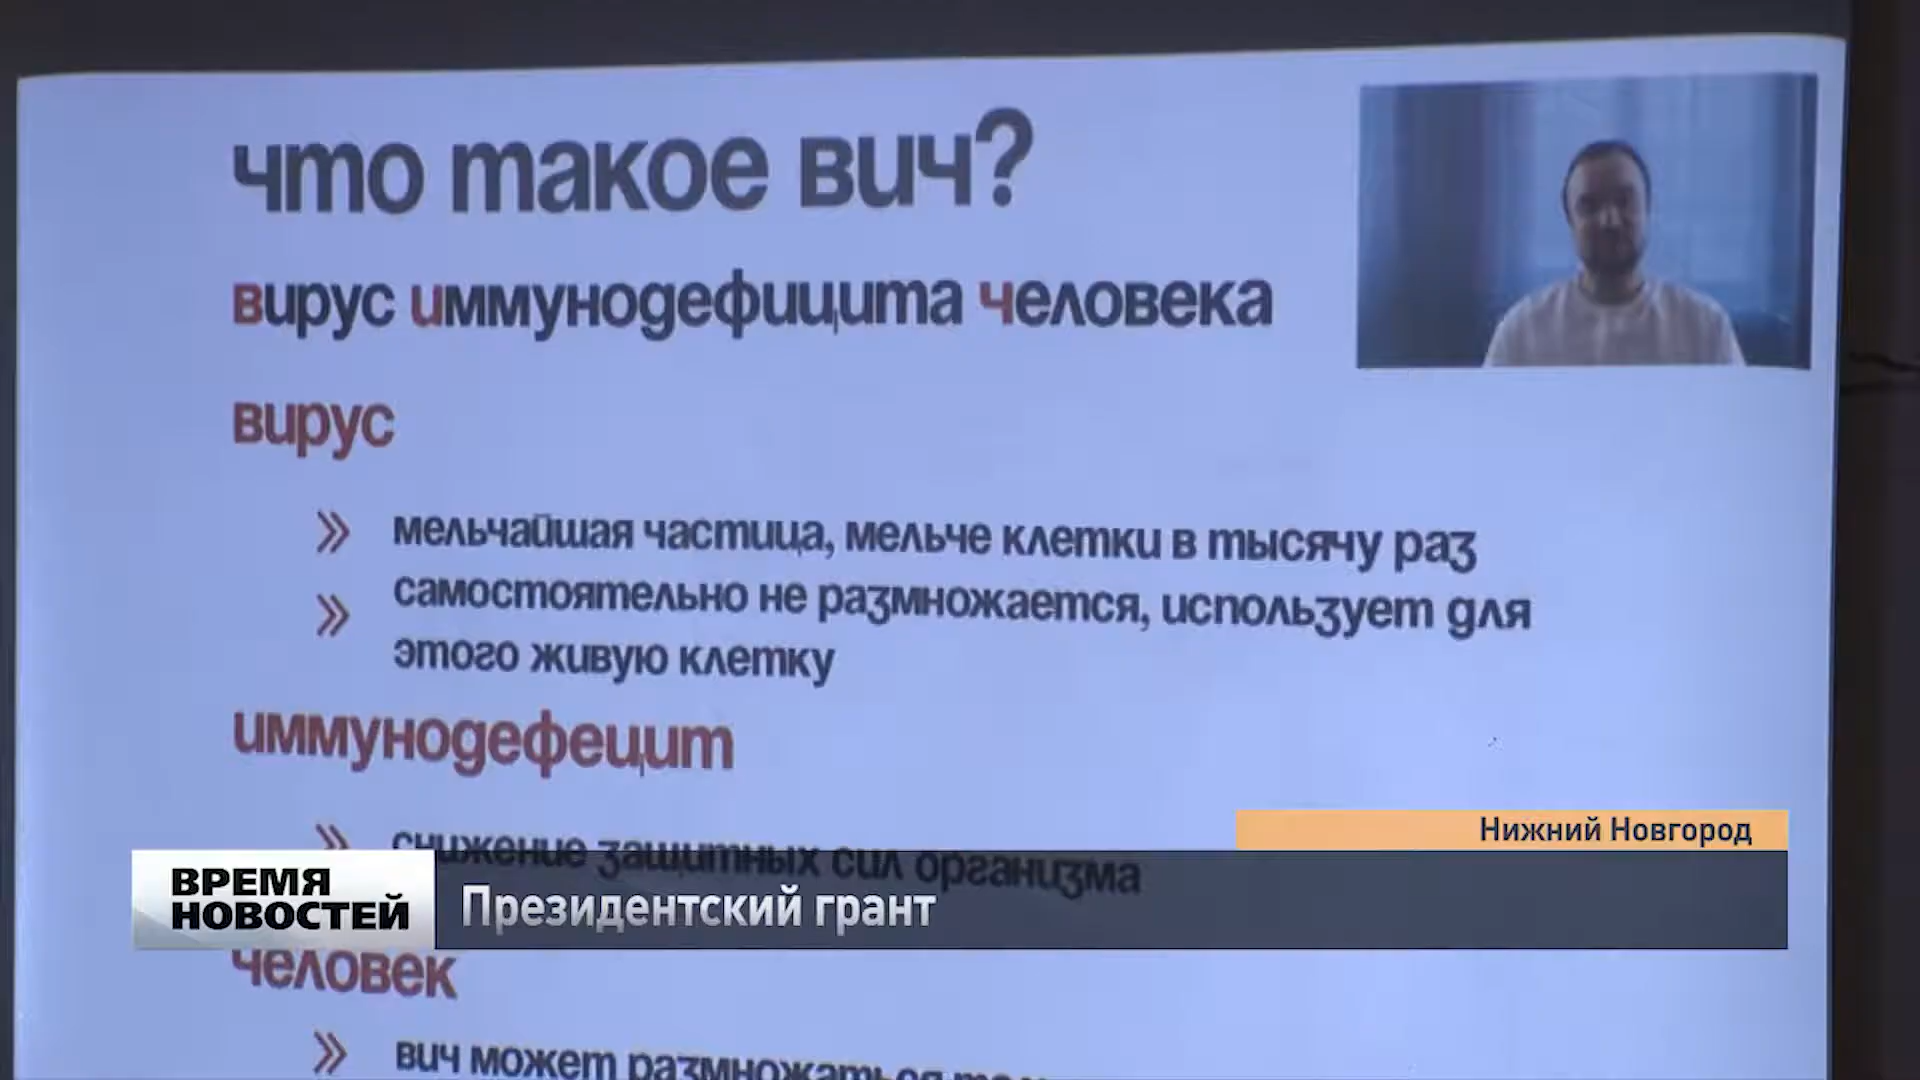 что такое вич?
вирус иммунодефицита человека
вирус
» мельчайшая частица, мельче клетки в тысячу раз
» самостоятельно не размножается, использует для
этого живую клетку
иммунодефецит
» снижение защитных сил организма
Нижний Новгород
ВРЕМЯ
НОВОСТЕЙ
Президентский грант
человек
» вич может размножаться